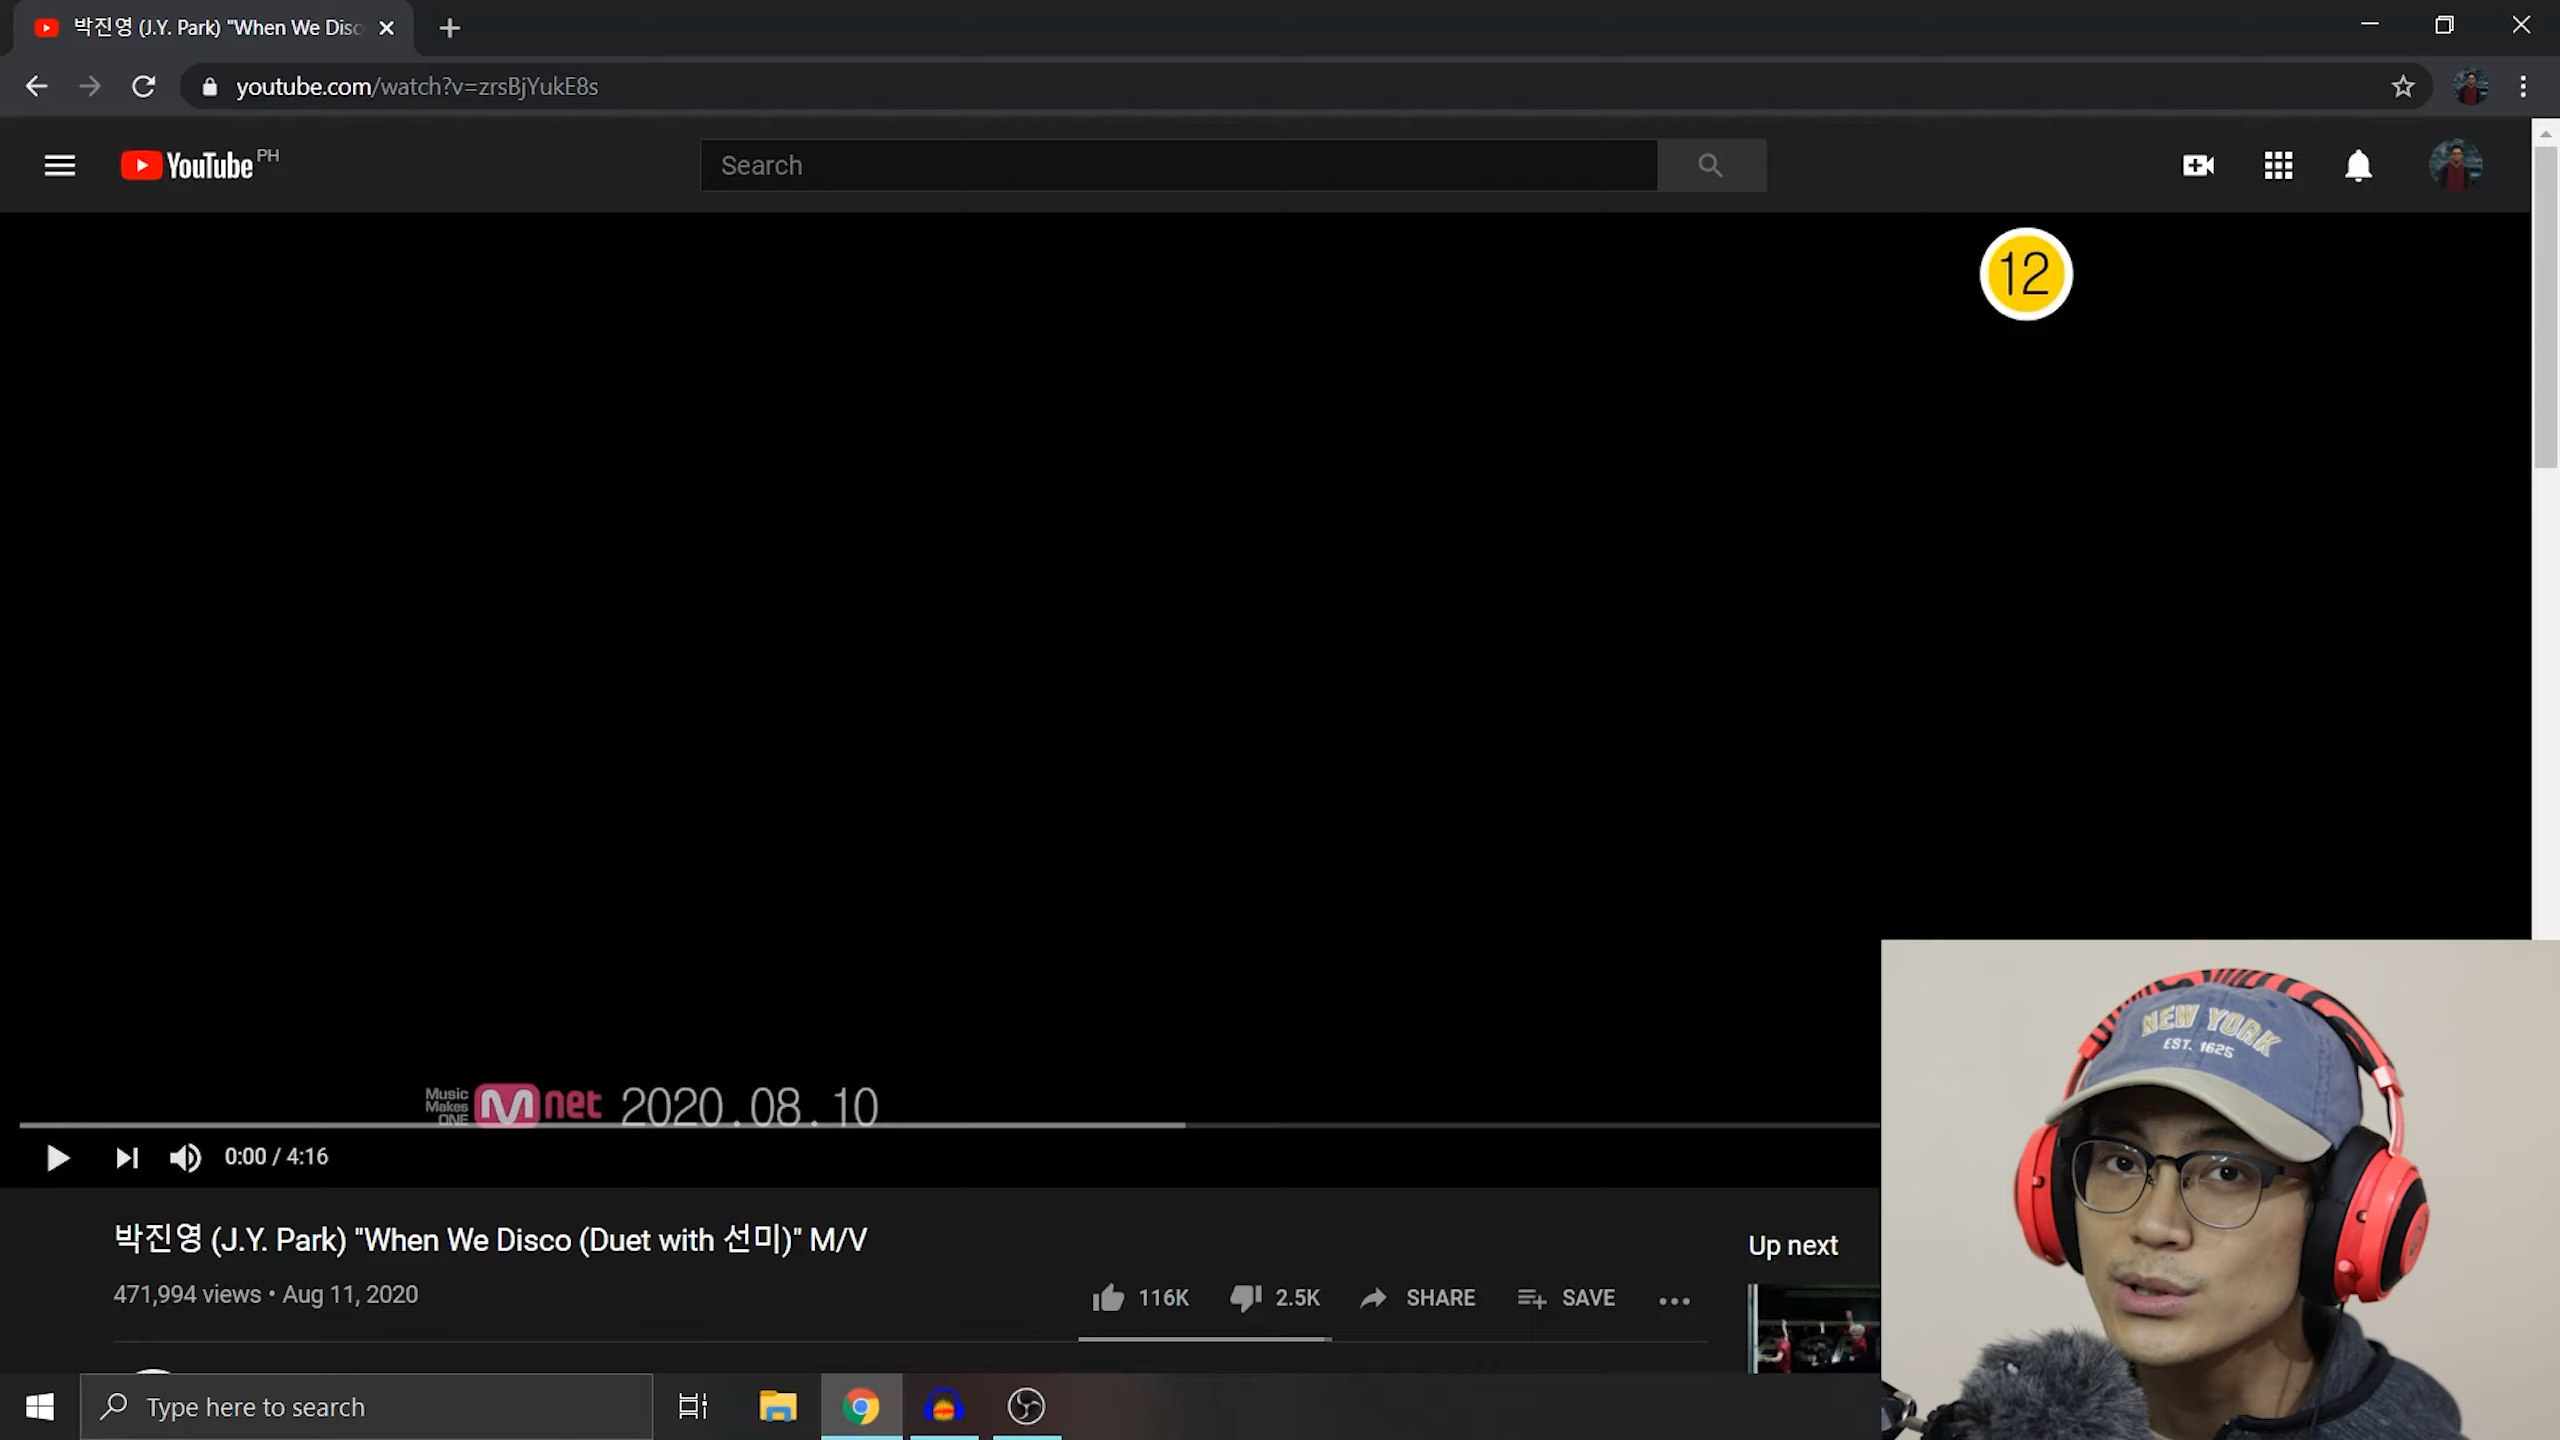 박진영 (J.Y. Park) "When We Disc
youtube.com/watch?v=zrsBjYukE8s
YouTube PH
Search
12
Music Makes ONE
Mnet 2020.08.10
0:00 / 4:16
박진영 (J.Y. Park) "When We Disco (Duet with 선미)" M/V
471,994 views • Aug 11, 2020
116K 2.5K SHARE SAVE
Up next
NEW YORK
EST. 1625
Type here to search